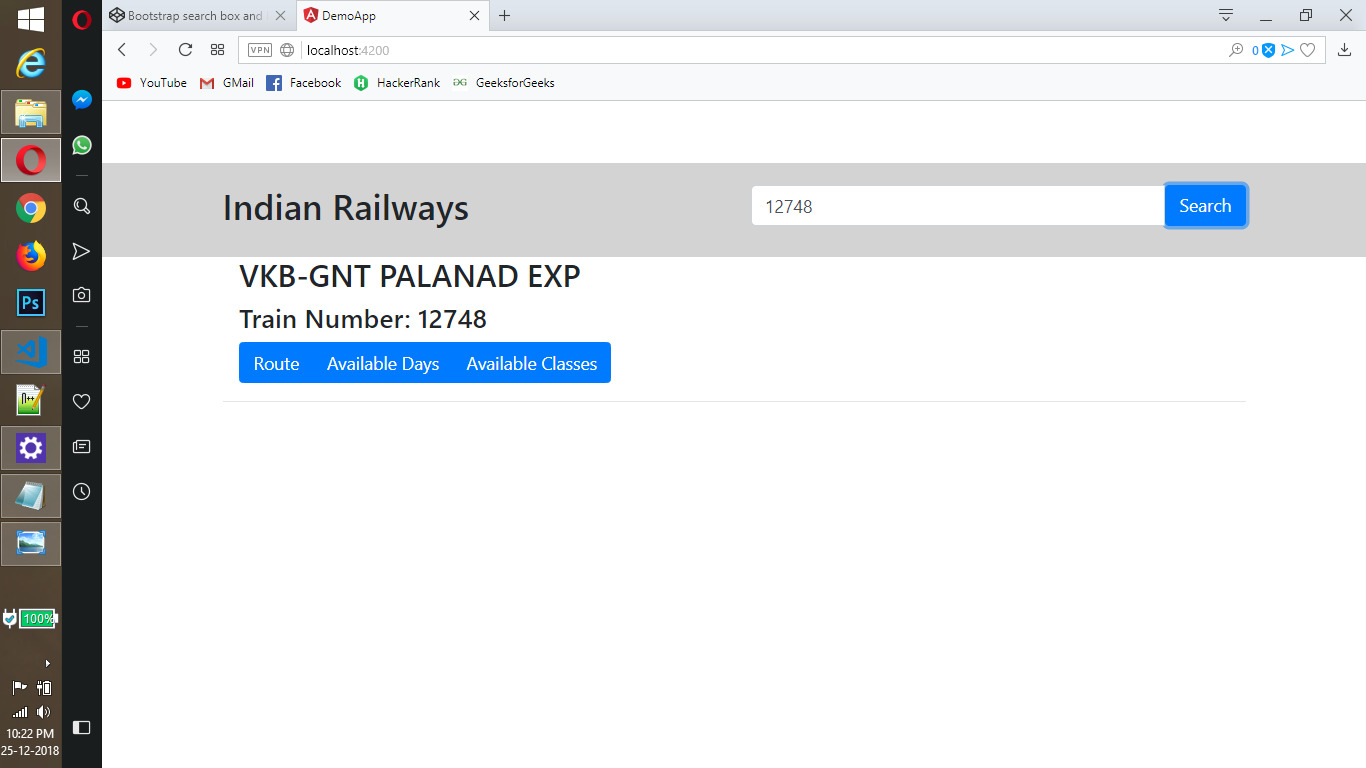 Bootstrap search box and
DemoApp
VPN
localhost:4200
0
YouTube
GMail
Facebook
HackerRank
GeeksforGeeks
Indian Railways
12748
Search
VKB-GNT PALANAD EXP
Train Number: 12748
Route
Available Days
Available Classes
Ps
100%
10:22 PM
25-12-2018